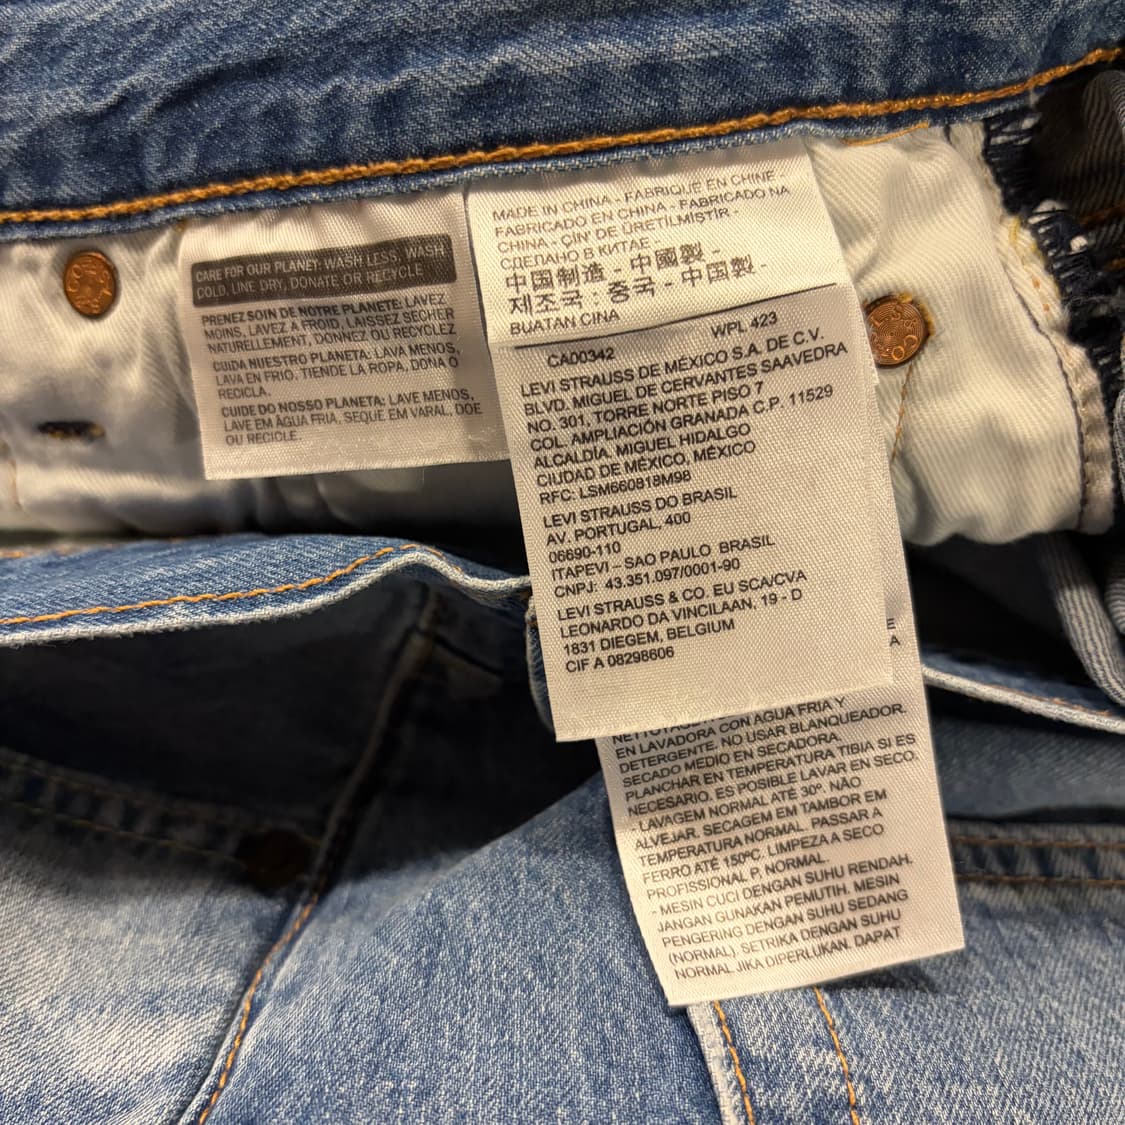 CARE FOR OUR PLANET: WASH LESS, WASH
COLD, LINE DRY, DONATE OR RECYCLE
PRENEZ SOIN DE NOTRE PLANETE: LAVEZ
MOINS, LAVEZ A FROID, LAISSEZ SECHER
NATURELLEMENT, DONNEZ OU RECYCLEZ
CUIDA NUESTRO PLANETA: LAVA MENOS,
LAVA EN FRIO, TIENDE LA ROPA, DONA O
RECICLA.
CUIDE DO NOSSO PLANETA: LAVE MENOS,
LAVE EM ÁGUA FRIA, SEQUE EM VARAL, DOE
OU RECICLE.
MADE IN CHINA - FABRIQUÉ EN CHINE -
FABRICADO EN CHINA - FABRICADO NA
CHINA - ÇIN' DE ÜRETILMİSTİR -
СДЕЛАНО В КИТАЕ -
中国制造 - 中國製 -
제조국 : 중국 - 中国製 -
BUATAN CINA
CA00342 WPL 423
LEVI STRAUSS DE MÉXICO S.A. DE C.V.
BLVD. MIGUEL DE CERVANTES SAAVEDRA
NO. 301, TORRE NORTE PISO 7
COL. AMPLIACIÓN GRANADA C.P. 11529
ALCALDÍA. MIGUEL HIDALGO
CIUDAD DE MÉXICO, MÉXICO
RFC: LSM660818M98
LEVI STRAUSS DO BRASIL
AV. PORTUGAL, 400
06690-110
ITAPEVI – SAO PAULO BRASIL
CNPJ: 43.351.097/0001-90
LEVI STRAUSS & CO. EU SCA/CVA
LEONARDO DA VINCILAAN, 19 - D
1831 DIEGEM, BELGIUM
CIF A 08298606
E
A
EN LAVADORA CON AGUA FRIA Y
DETERGENTE. NO USAR BLANQUEADOR.
SECADO MEDIO EN SECADORA.
PLANCHAR EN TEMPERATURA TIBIA SI ES
NECESARIO. ES POSIBLE LAVAR EN SECO.
- LAVAGEM NORMAL ATÉ 30º. NÃO
ALVEJAR. SECAGEM EM TAMBOR EM
TEMPERATURA NORMAL. PASSAR A
FERRO ATÉ 150ºC. LIMPEZA A SECO
PROFISSIONAL P, NORMAL.
- MESIN CUCI DENGAN SUHU RENDAH.
JANGAN GUNAKAN PEMUTIH. MESIN
PENGERING DENGAN SUHU SEDANG
(NORMAL). SETRIKA DENGAN SUHU
NORMAL JIKA DIPERLUKAN. DAPAT